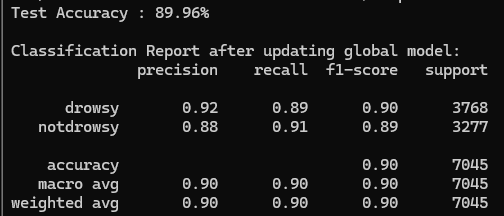 Test Accuracy : 89.96%
Classification Report after updating global model:
precision recall f1-score support
drowsy 0.92 0.89 0.90 3768
notdrowsy 0.88 0.91 0.89 3277
accuracy 0.90 7045
macro avg 0.90 0.90 0.90 7045
weighted avg 0.90 0.90 0.90 7045